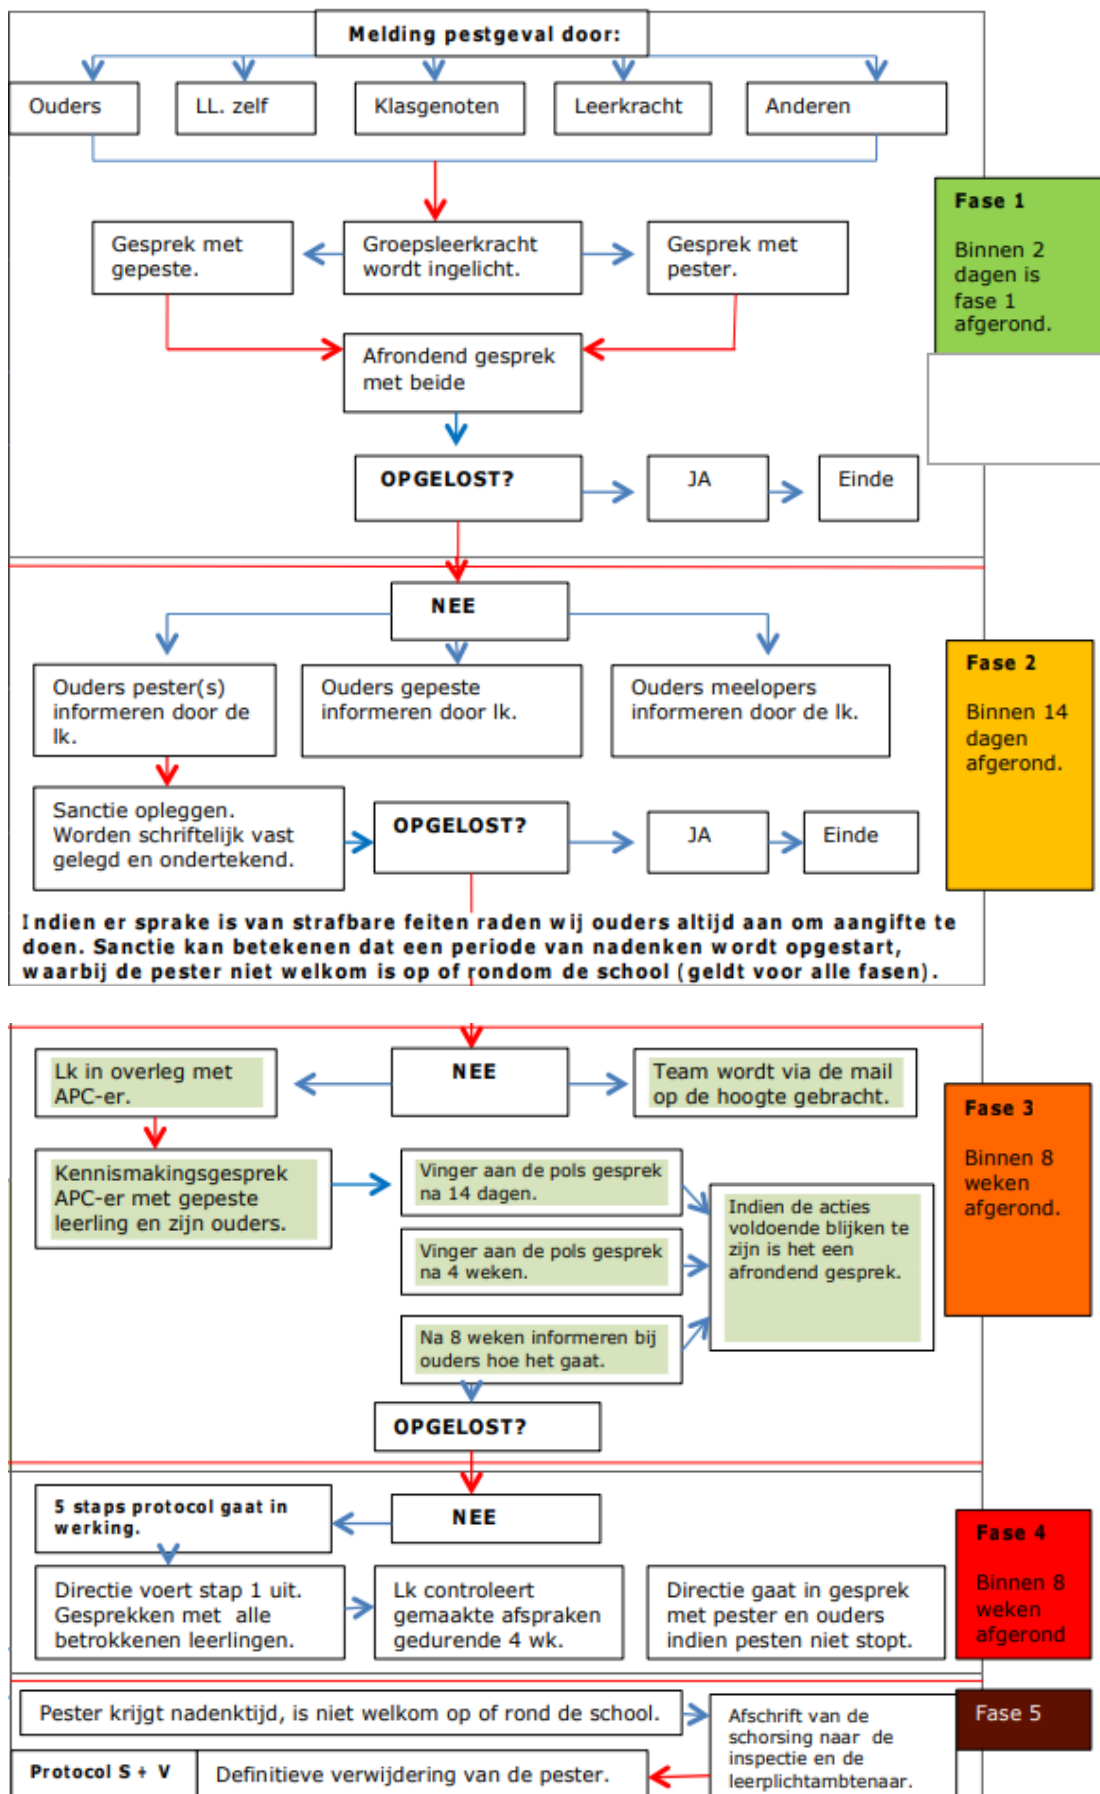 Melding pestgeval door:
Ouders
LL. zelf
Klasgenoten
Leerkracht
Anderen
Fase 1
Binnen 2
dagen is
fase 1
afgerond.
Gesprek met
gepeste.
Groepsleerkracht
wordt ingelicht.
Gesprek met
pester.
Afrondend gesprek
met beide
OPGELOST?
JA
Einde
NEE
Fase 2
Binnen 14
dagen
afgerond.
Ouders pester(s)
informeren door de
lk.
Ouders gepeste
informeren door lk.
Ouders meelopers
informeren door de lk.
Sanctie opleggen.
Worden schriftelijk vast
gelegd en ondertekend.
OPGELOST?
JA
Einde
Indien er sprake is van strafbare feiten raden wij ouders altijd aan om aangifte te
doen. Sanctie kan betekenen dat een periode van nadenken wordt opgestart,
waarbij de pester niet welkom is op of rondom de school (geldt voor alle fasen).
Lk in overleg met
APC-er.
NEE
Team wordt via de mail
op de hoogte gebracht.
Fase 3
Binnen 8
weken
afgerond.
Kennismakingsgesprek
APC-er met gepeste
leerling en zijn ouders.
Vinger aan de pols gesprek
na 14 dagen.
Vinger aan de pols gesprek
na 4 weken.
Na 8 weken informeren bij
ouders hoe het gaat.
Indien de acties
voldoende blijken te
zijn is het een
afrondend gesprek.
OPGELOST?
5 staps protocol gaat in
werking.
NEE
Fase 4
Binnen 8
weken
afgerond
Directie voert stap 1 uit.
Gesprekken met alle
betrokkenen leerlingen.
Lk controleert
gemaakte afspraken
gedurende 4 wk.
Directie gaat in gesprek
met pester en ouders
indien pesten niet stopt.
Pester krijgt nadenktijd, is niet welkom op of rond de school.
Afschrift van de
schorsing naar de
inspectie en de
leerplichtambtenaar.
Fase 5
Protocol S + V
Definitieve verwijdering van de pester.